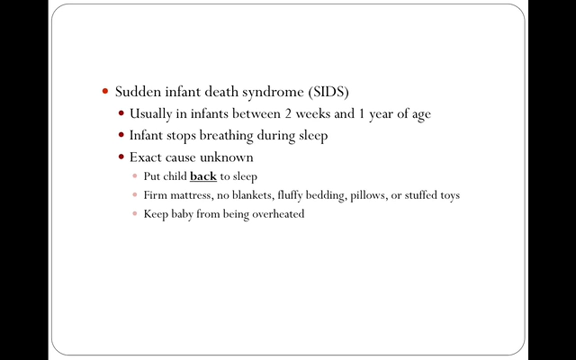 Sudden infant death syndrome (SIDS)
Usually in infants between 2 weeks and 1 year of age
Infant stops breathing during sleep
Exact cause unknown
Put child back to sleep
Firm mattress, no blankets, fluffy bedding, pillows, or stuffed toys
Keep baby from being overheated